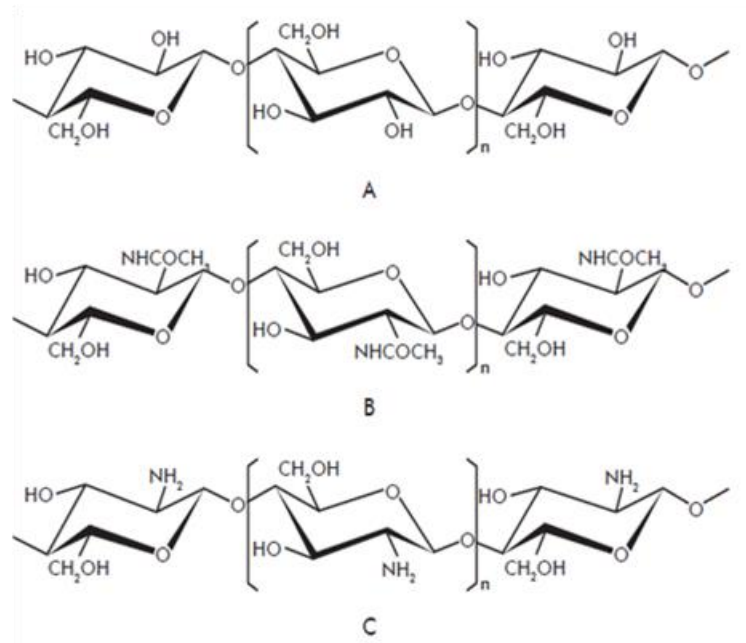 OH CH2OH OH
HO O O HO O
O HO O
CH2OH O OH n CH2OH O
A
NHCOCH3 CH2OH NHCOCH3
HO O O HO O
O
HO
CH2OH O NHCOCH3 n CH2OH O
B
NH2 CH2OH NH2
HO O O HO O
O
HO
CH2OH O NH2 n CH2OH O
C